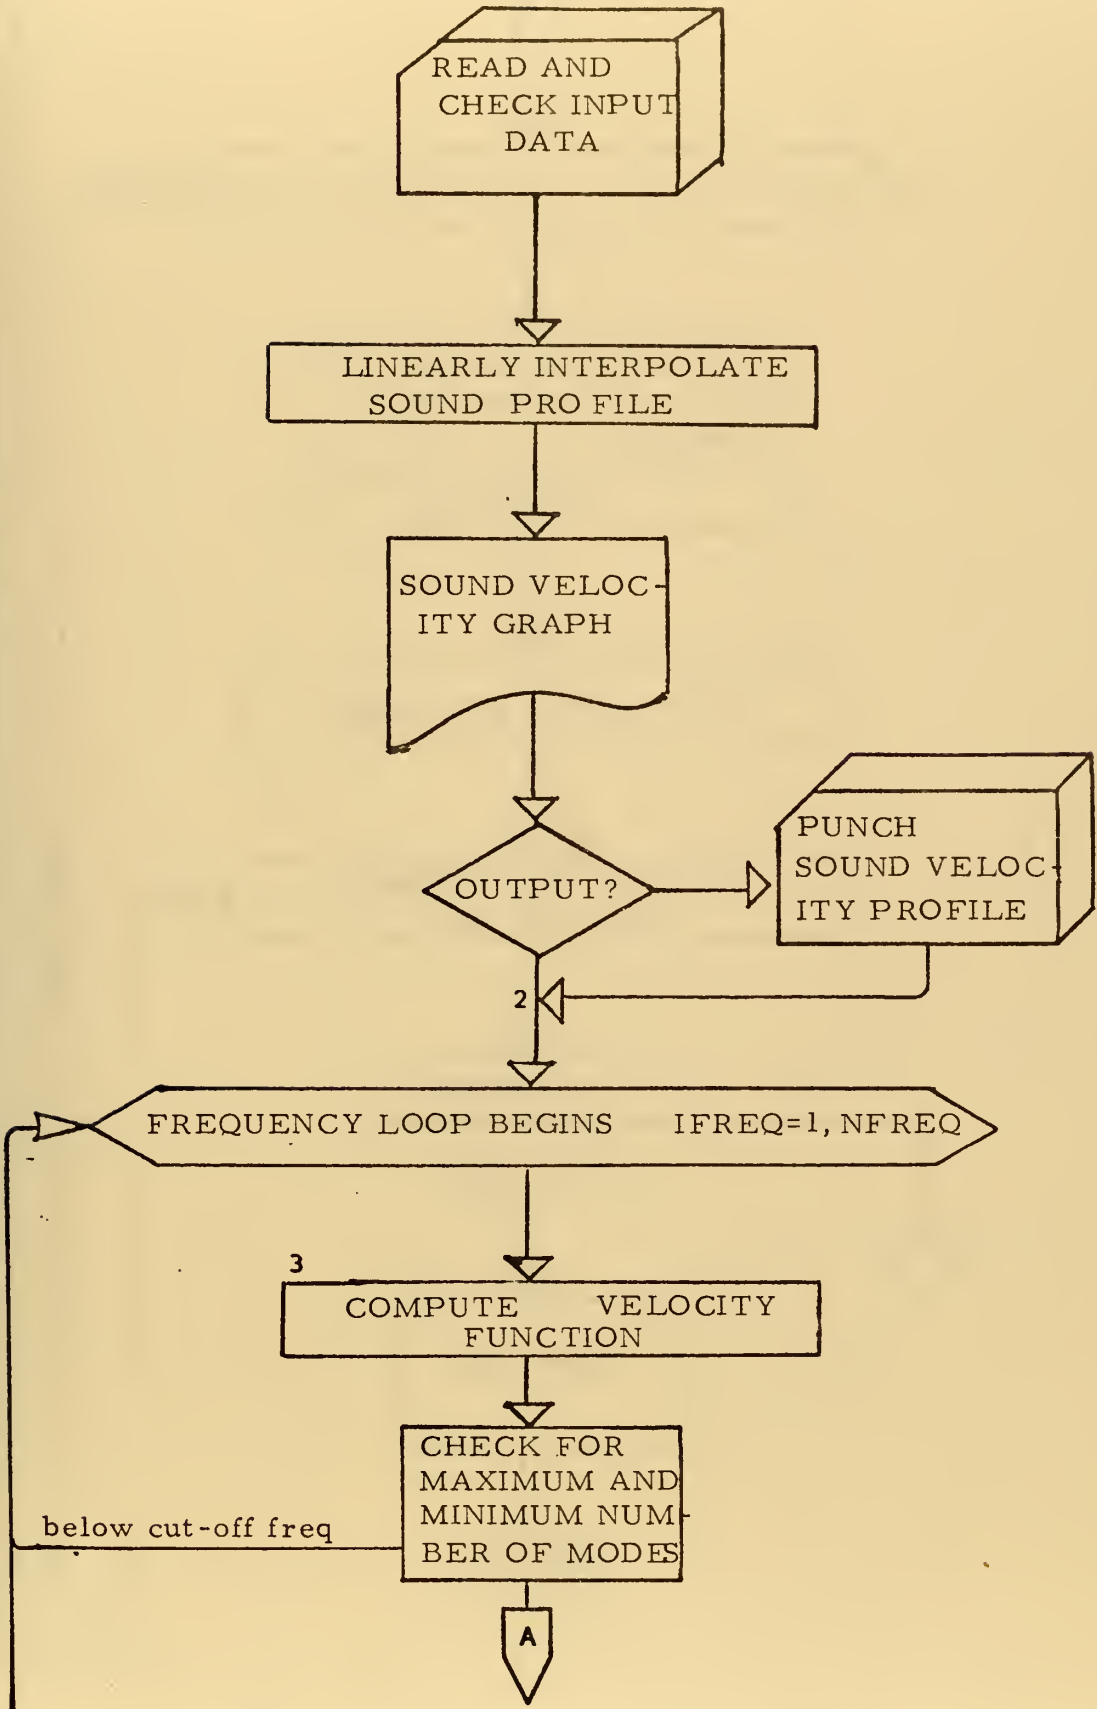 READ AND
CHECK INPUT
DATA
LINEARLY INTERPOLATE
SOUND PROFILE
SOUND VELOC-
ITY GRAPH
OUTPUT?
PUNCH
SOUND VELOC-
ITY PROFILE
2
FREQUENCY LOOP BEGINS IFREQ=1, NFREQ
3
COMPUTE VELOCITY
FUNCTION
CHECK FOR
MAXIMUM AND
MINIMUM NUM-
BER OF MODES
below cut-off freq
A